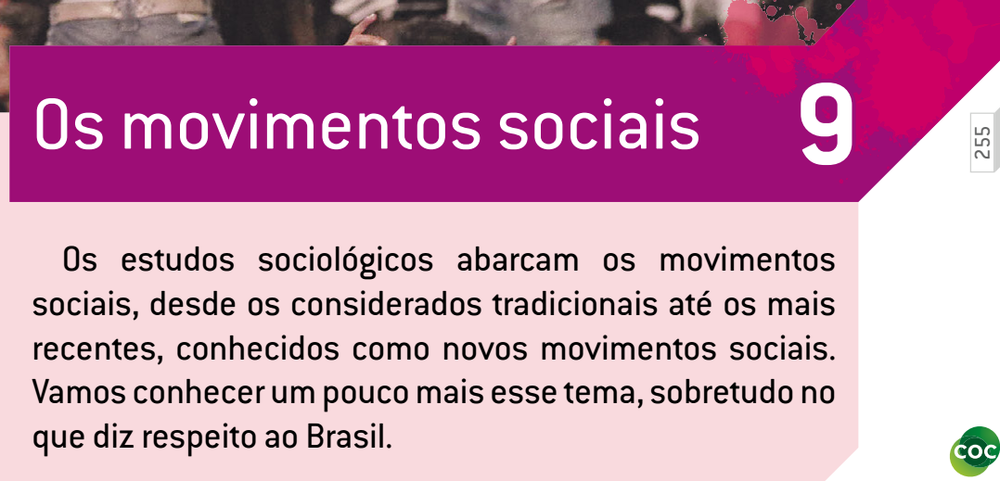 Os movimentos sociais 9
255
Os estudos sociológicos abarcam os movimentos
sociais, desde os considerados tradicionais até os mais
recentes, conhecidos como novos movimentos sociais.
Vamos conhecer um pouco mais esse tema, sobretudo no
que diz respeito ao Brasil.
COC